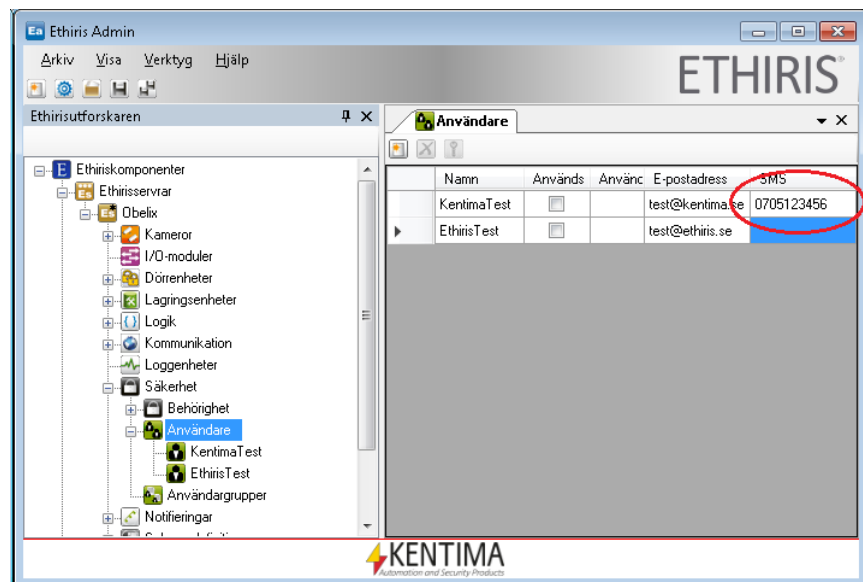 Ea Ethiris Admin
Arkiv Visa Verktyg Hjälp
ETHIRIS
Ethirisutforskaren
Användare
Ethiriskomponenter
Ethirisservrar
Obelix
Kameror
I/O-moduler
Dörrenheter
Lagringsenheter
Logik
Kommunikation
Loggenheter
Säkerhet
Behörighet
Användare
KentimaTest
EthirisTest
Användargrupper
Notifieringar
Namn Används Använc E-postadress SMS
KentimaTest test@kentima.se 0705123456
EthirisTest test@ethiris.se
KENTIMA
Automation and Security Products